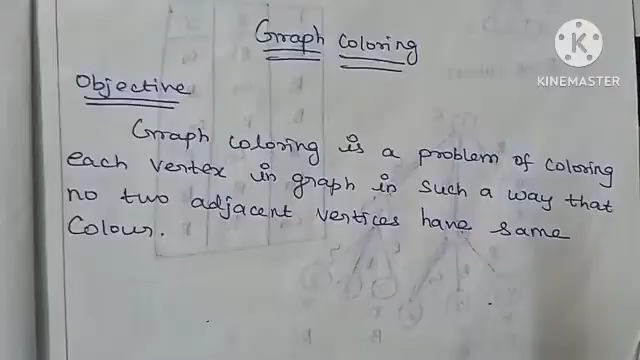 Graph Coloring
KINEMASTER
Objective
Graph coloring is a problem of coloring
each vertex in graph in such a way that
no two adjacent vertices have same
Colour.